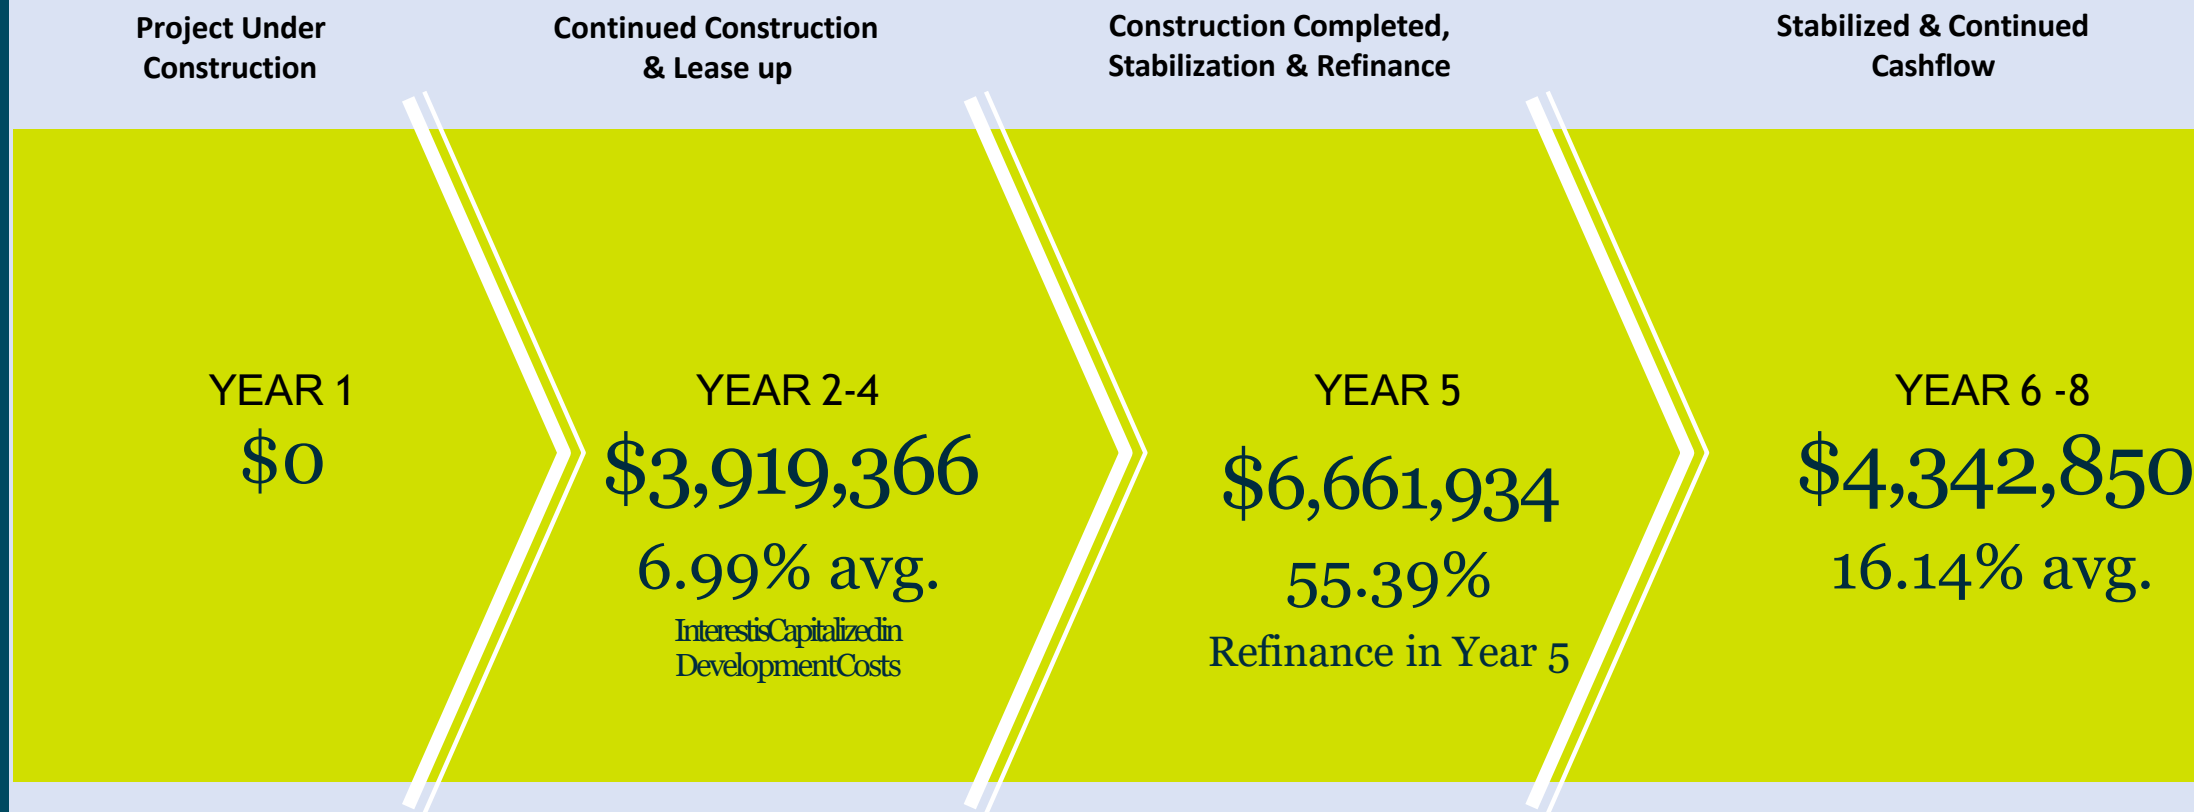 Project Under
Construction
Continued Construction
& Lease up
Construction Completed,
Stabilization & Refinance
Stabilized & Continued
Cashflow
YEAR 1
$0
YEAR 2-4
$3,919,366
6.99% avg.
InterestisCapitalizedin
DevelopmentCosts
YEAR 5
$6,661,934
55.39%
Refinance in Year 5
YEAR 6 -8
$4,342,850
16.14% avg.